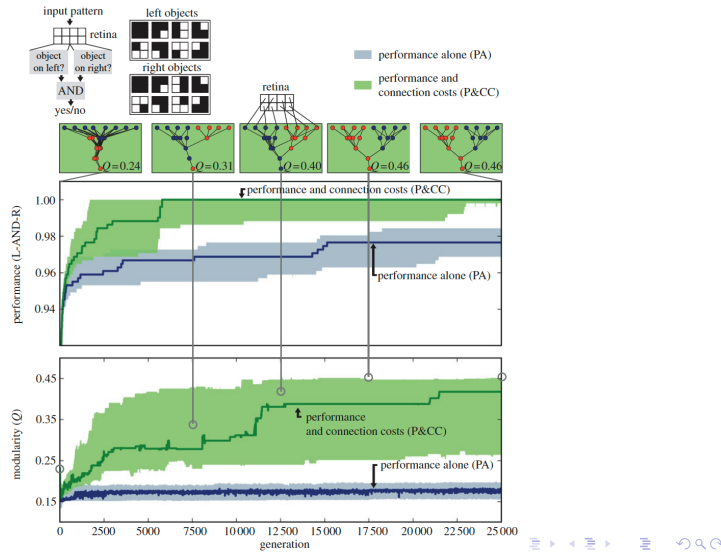 input pattern
retina
object
on left?
object
on right?
AND
yes/no
left objects
right objects
performance alone (PA)
performance and
connection costs (P&CC)
retina
Q=0.24
Q=0.31
Q=0.40
Q=0.46
Q=0.46
performance and connection costs (P&CC)
performance (L-AND-R)
1.00
0.98
0.96
0.94
performance alone (PA)
modularity (Q)
0.45
0.35
0.25
0.15
performance
and connection costs (P&CC)
performance alone (PA)
0
2500
5000
7500
10 000
12 500
15 000
17 500
20 000
22 500
25 000
generation